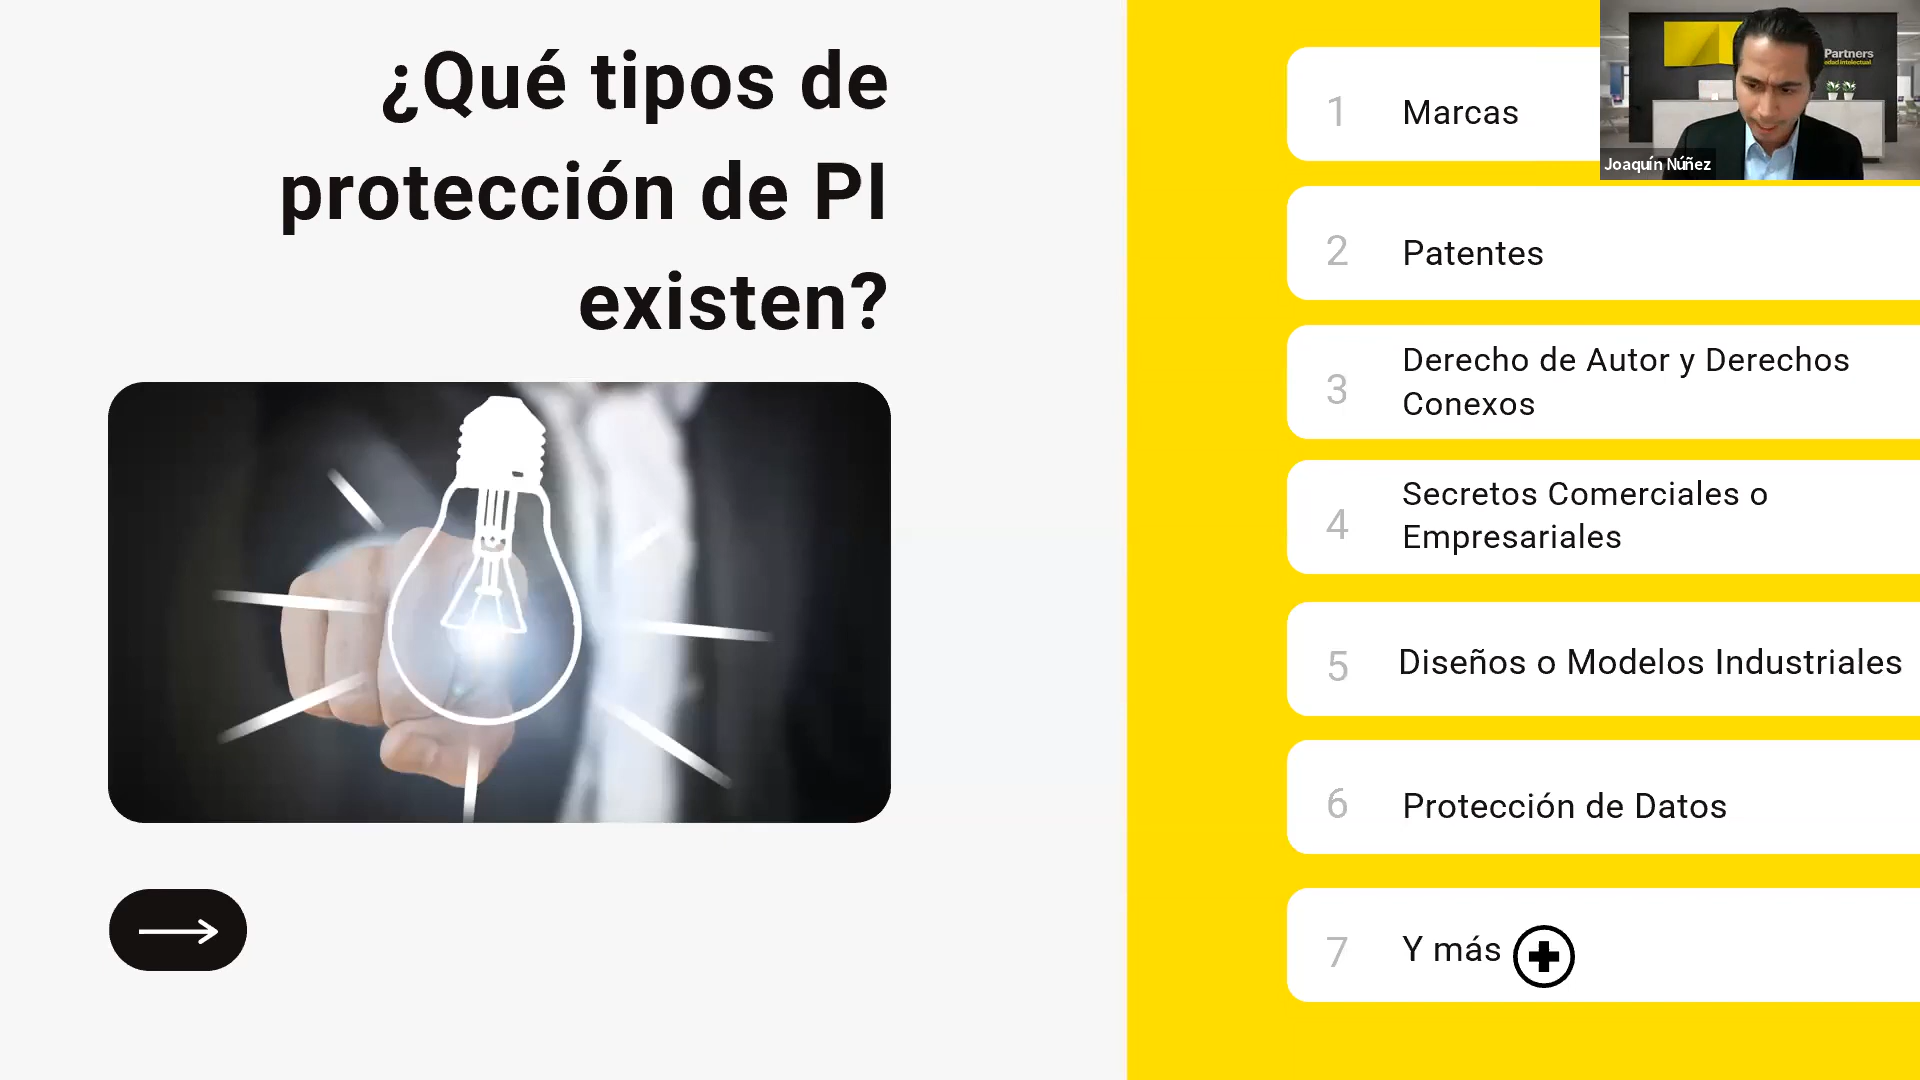 ¿Qué tipos de
protección de PI
existen?
1 Marcas
2 Patentes
3 Derecho de Autor y Derechos
Conexos
4 Secretos Comerciales o
Empresariales
5 Diseños o Modelos Industriales
6 Protección de Datos
7 Y más
Partners
Joaquín Núñez